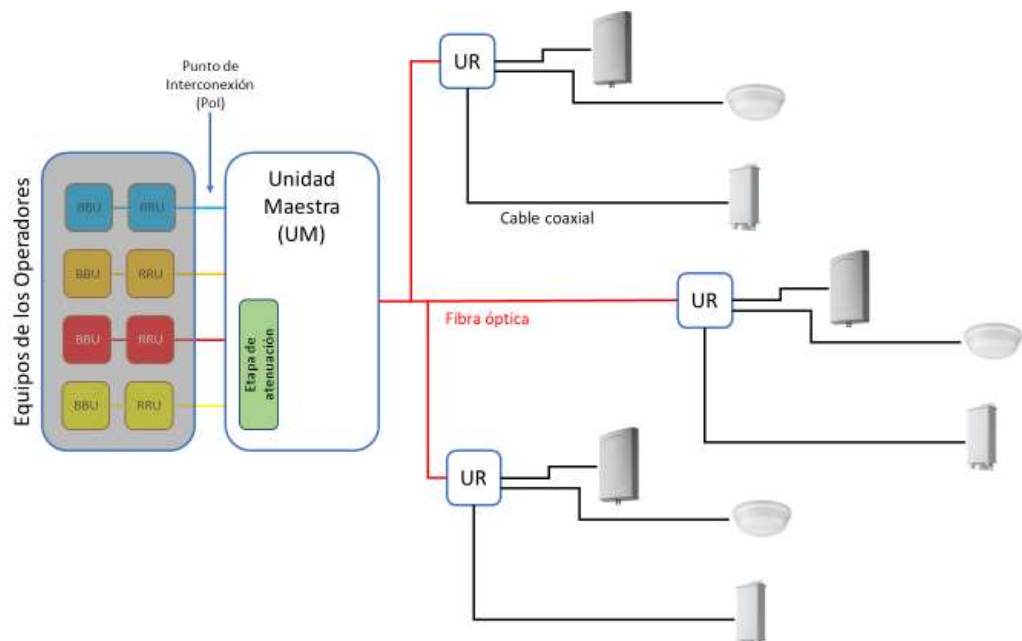 Punto de
Interconexión
(PoI)
Equipos de los Operadores
BBU
RRU
BBU
RRU
BBU
RRU
BBU
RRU
Unidad
Maestra
(UM)
Etapa de
atenuación
UR
Cable coaxial
Fibra óptica
UR
UR